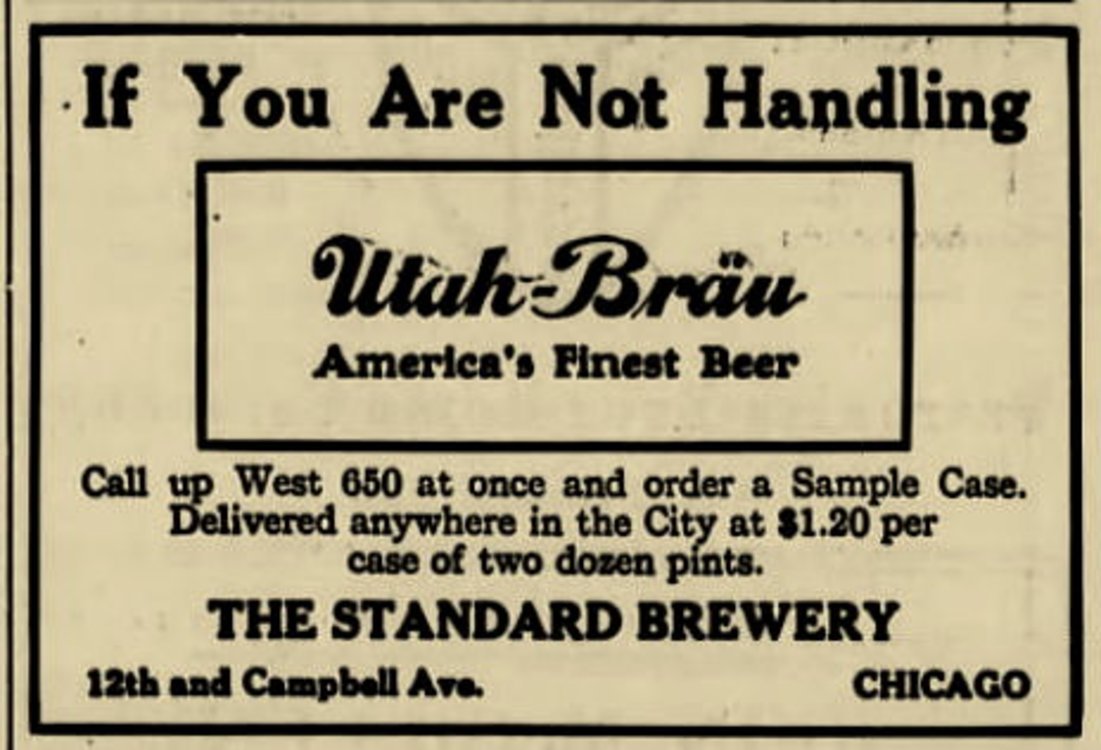 If You Are Not Handling
Utah-Bräu
America's Finest Beer
Call up West 650 at once and order a Sample Case.
Delivered anywhere in the City at $1.20 per
case of two dozen pints.
THE STANDARD BREWERY
12th and Campbell Ave. CHICAGO